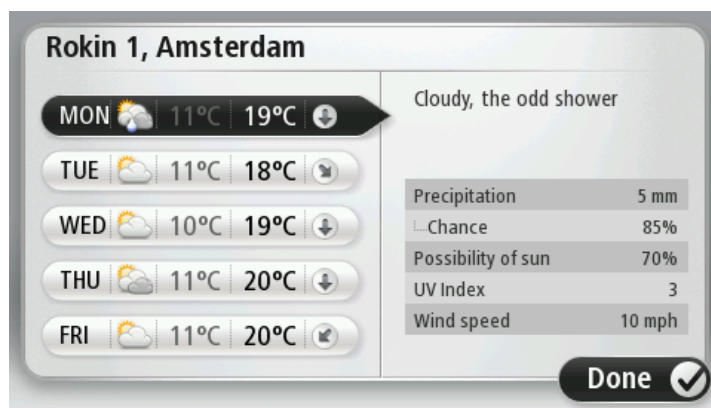 Rokin 1, Amsterdam
MON 11°C 19°C
TUE 11°C 18°C
WED 10°C 19°C
THU 11°C 20°C
FRI 11°C 20°C
Cloudy, the odd shower
Precipitation 5 mm
Chance 85%
Possibility of sun 70%
UV Index 3
Wind speed 10 mph
Done